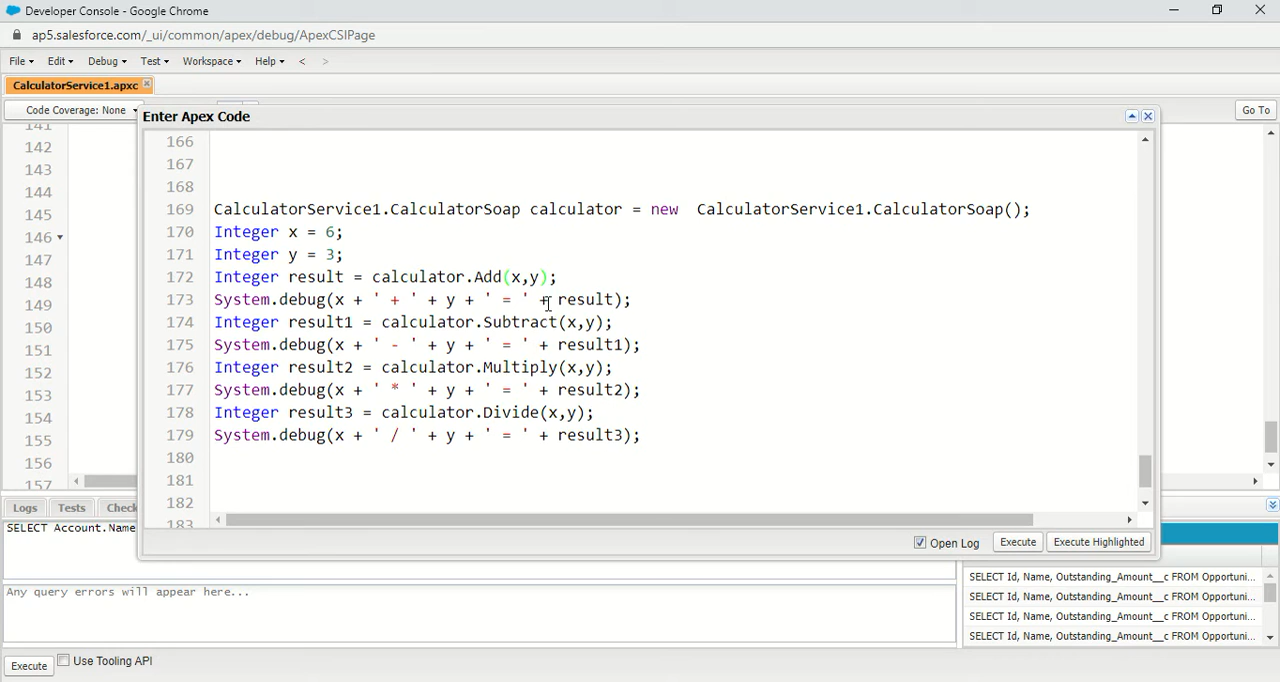 Developer Console - Google Chrome
ap5.salesforce.com/_ui/common/apex/debug/ApexCSIPage
File Edit Debug Test Workspace Help < >
CalculatorService1.apxc
Code Coverage: None
Go To
Enter Apex Code
141
142
143
144
145
146
147
148
149
150
151
152
153
154
155
156
157
166
167
168
169 CalculatorService1.CalculatorSoap calculator = new  CalculatorService1.CalculatorSoap();
170 Integer x = 6;
171 Integer y = 3;
172 Integer result = calculator.Add(x,y);
173 System.debug(x + ' + ' + y + ' = ' + result);
174 Integer result1 = calculator.Subtract(x,y);
175 System.debug(x + ' - ' + y + ' = ' + result1);
176 Integer result2 = calculator.Multiply(x,y);
177 System.debug(x + ' * ' + y + ' = ' + result2);
178 Integer result3 = calculator.Divide(x,y);
179 System.debug(x + ' / ' + y + ' = ' + result3);
180
181
182
183
Open Log Execute Execute Highlighted
Logs Tests Check
SELECT Account.Name
Any query errors will appear here...
SELECT Id, Name, Outstanding_Amount__c FROM Opportuni...
SELECT Id, Name, Outstanding_Amount__c FROM Opportuni...
SELECT Id, Name, Outstanding_Amount__c FROM Opportuni...
SELECT Id, Name, Outstanding_Amount__c FROM Opportuni...
Execute Use Tooling API